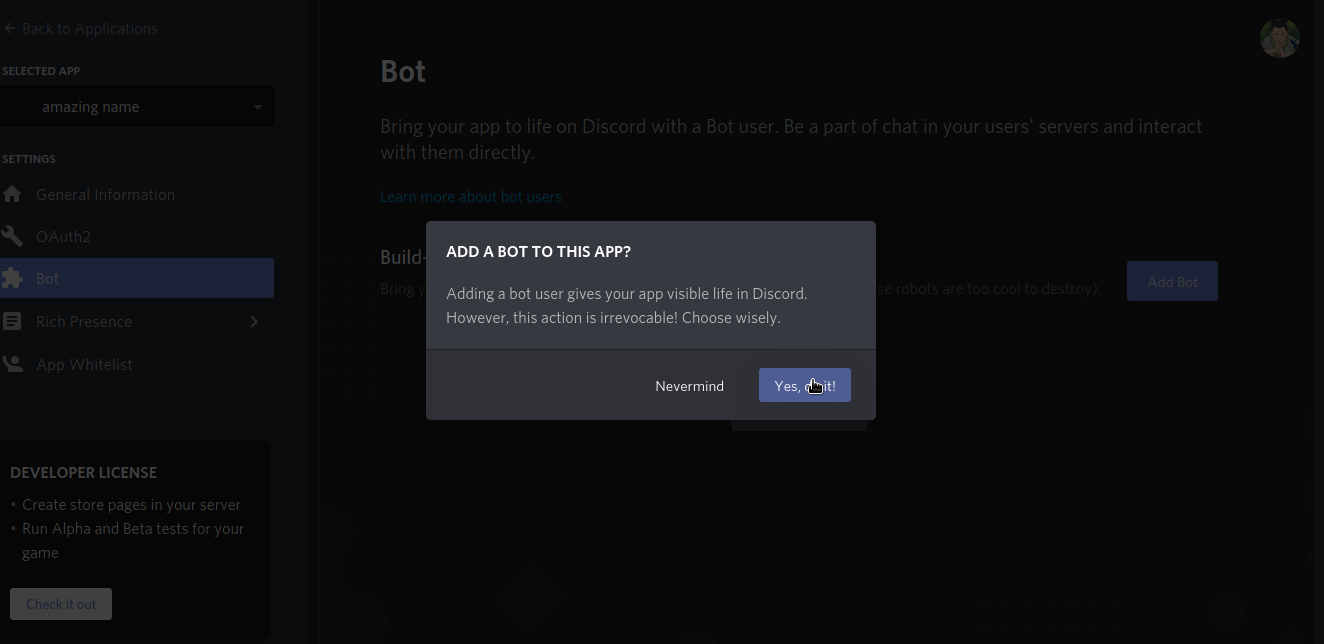 Back to Applications
SELECTED APP
amazing name
SETTINGS
General Information
OAuth2
Bot
Rich Presence
App Whitelist
DEVELOPER LICENSE
• Create store pages in your server
• Run Alpha and Beta tests for your
game
Check it out
Bot
Bring your app to life on Discord with a Bot user. Be a part of chat in your users' servers and interact
with them directly.
Learn more about bot users
Build-
Bring y
se robots are too cool to destroy).
Add Bot
ADD A BOT TO THIS APP?
Adding a bot user gives your app visible life in Discord.
However, this action is irrevocable! Choose wisely.
Nevermind
Yes, it!